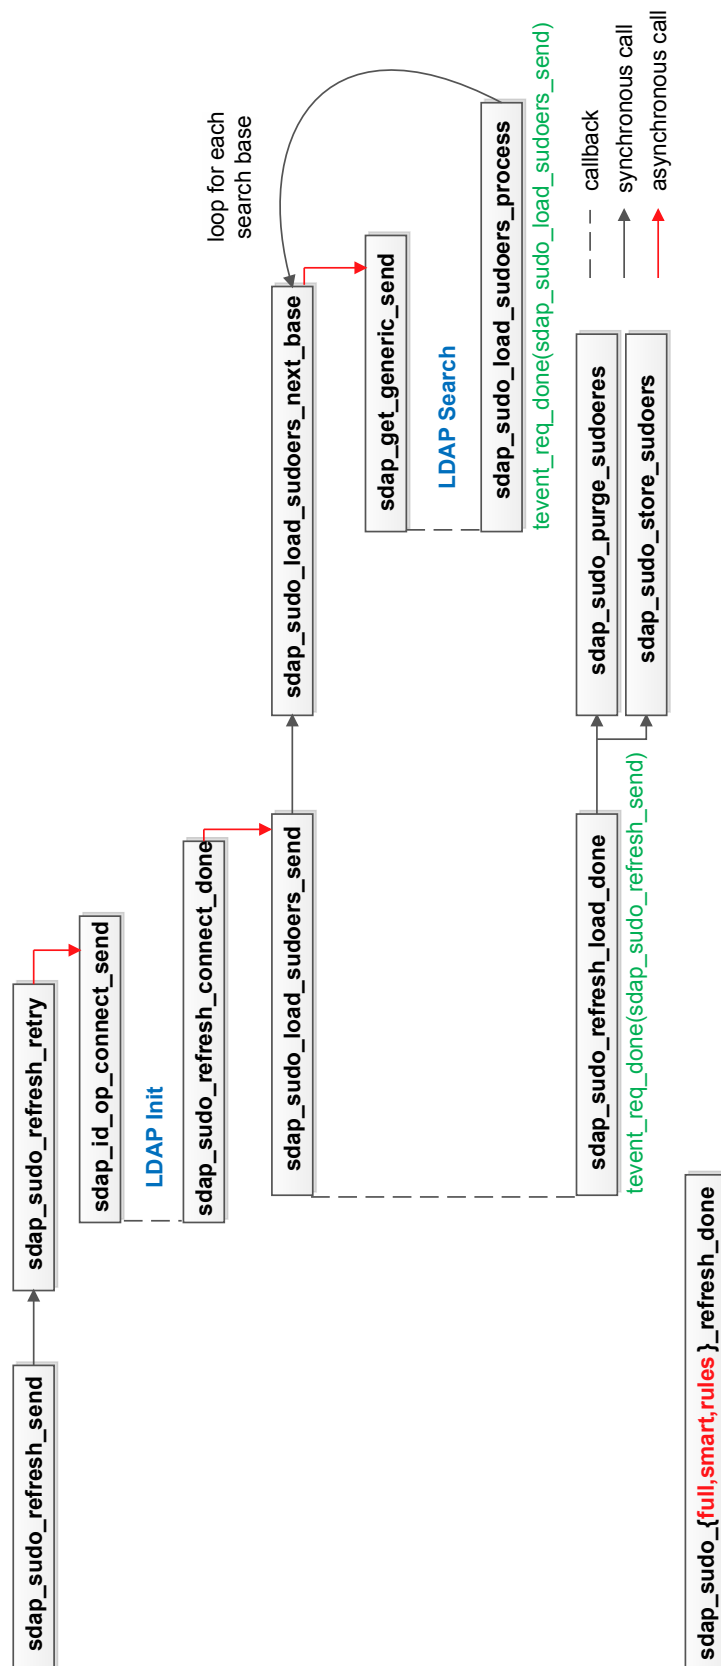 sdap_sudo_refresh_send
sdap_sudo_refresh_retry
sdap_id_op_connect_send
LDAP Init
sdap_sudo_refresh_connect_done
sdap_sudo_load_sudoers_send
sdap_sudo_load_sudoers_next_base
loop for each
search base
sdap_get_generic_send
LDAP Search
sdap_sudo_load_sudoers_process
tevent_req_done(sdap_sudo_load_sudoers_send)
sdap_sudo_refresh_load_done
tevent_req_done(sdap_sudo_refresh_send)
sdap_sudo_purge_sudoeres
sdap_sudo_store_sudoers
sdap_sudo_{full,smart,rules }_refresh_done
callback
synchronous call
asynchronous call